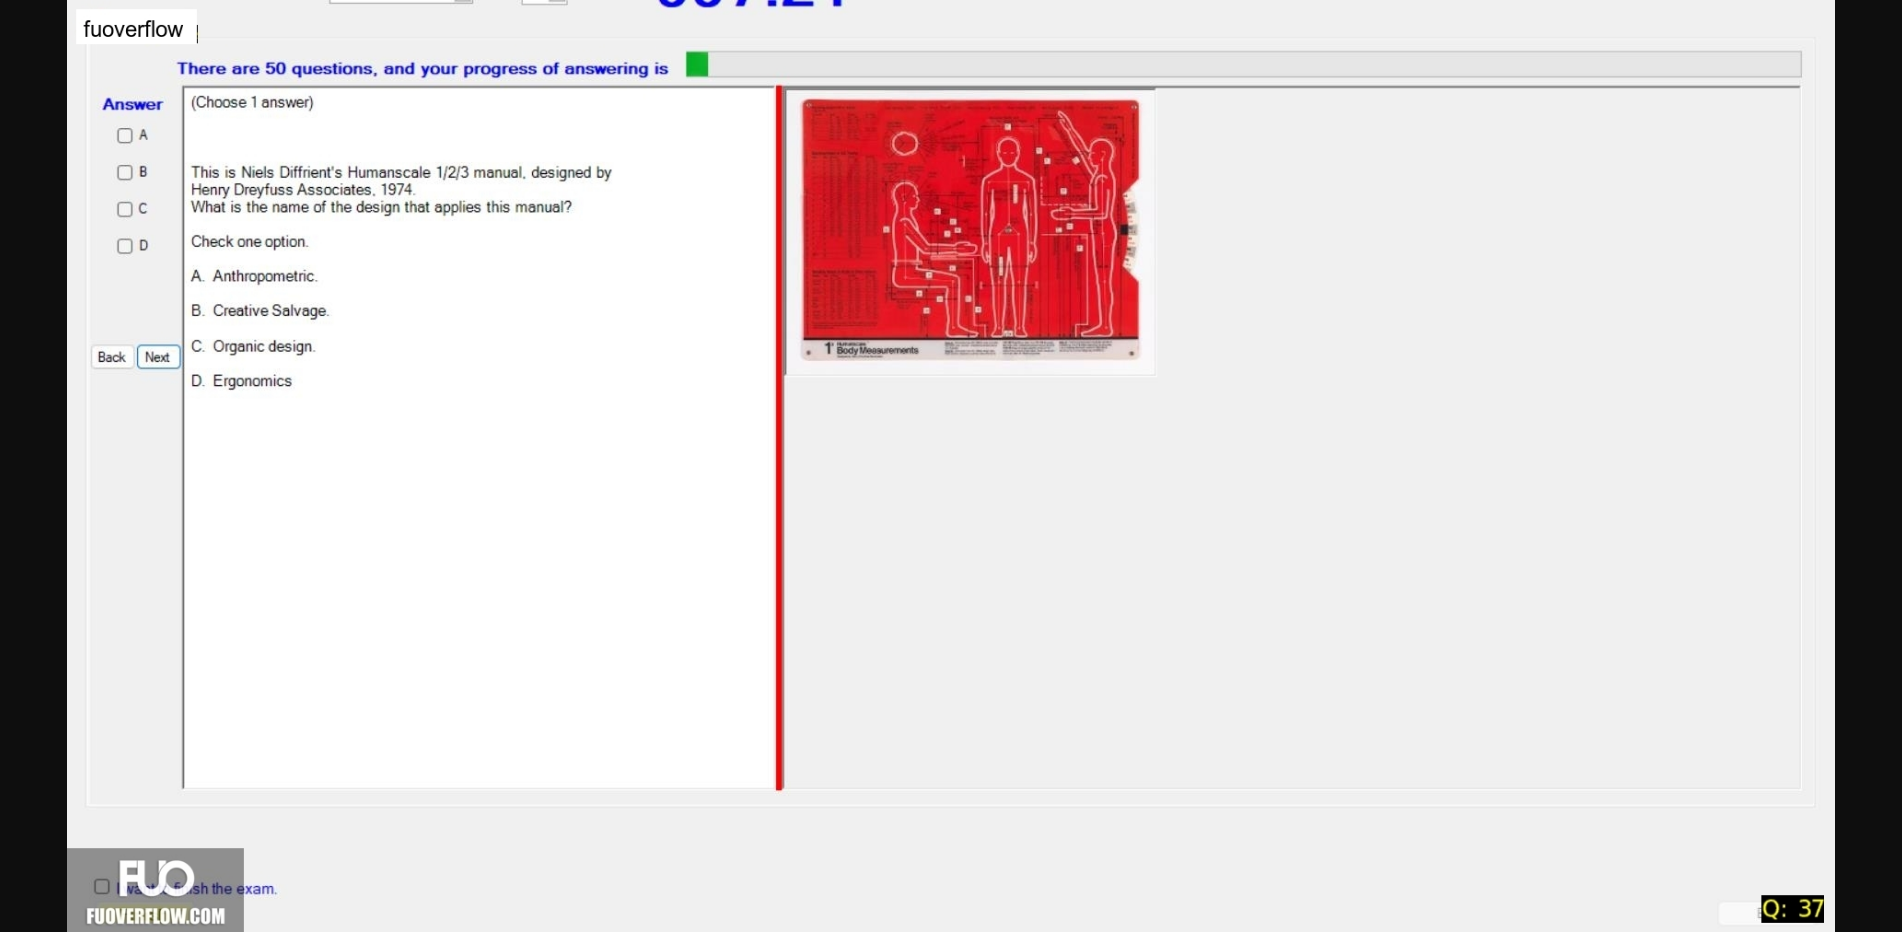 fuoverflow
There are 50 questions, and your progress of answering is
Answer
(Choose 1 answer)
A
B
C
D
This is Niels Diffrient's Humanscale 1/2/3 manual, designed by
Henry Dreyfuss Associates, 1974.
What is the name of the design that applies this manual?
Check one option.
A. Anthropometric.
B. Creative Salvage.
C. Organic design.
D. Ergonomics
Back Next
1 Body Measurements
FUO
I want finish the exam.
FUOVERFLOW.COM
Q: 37